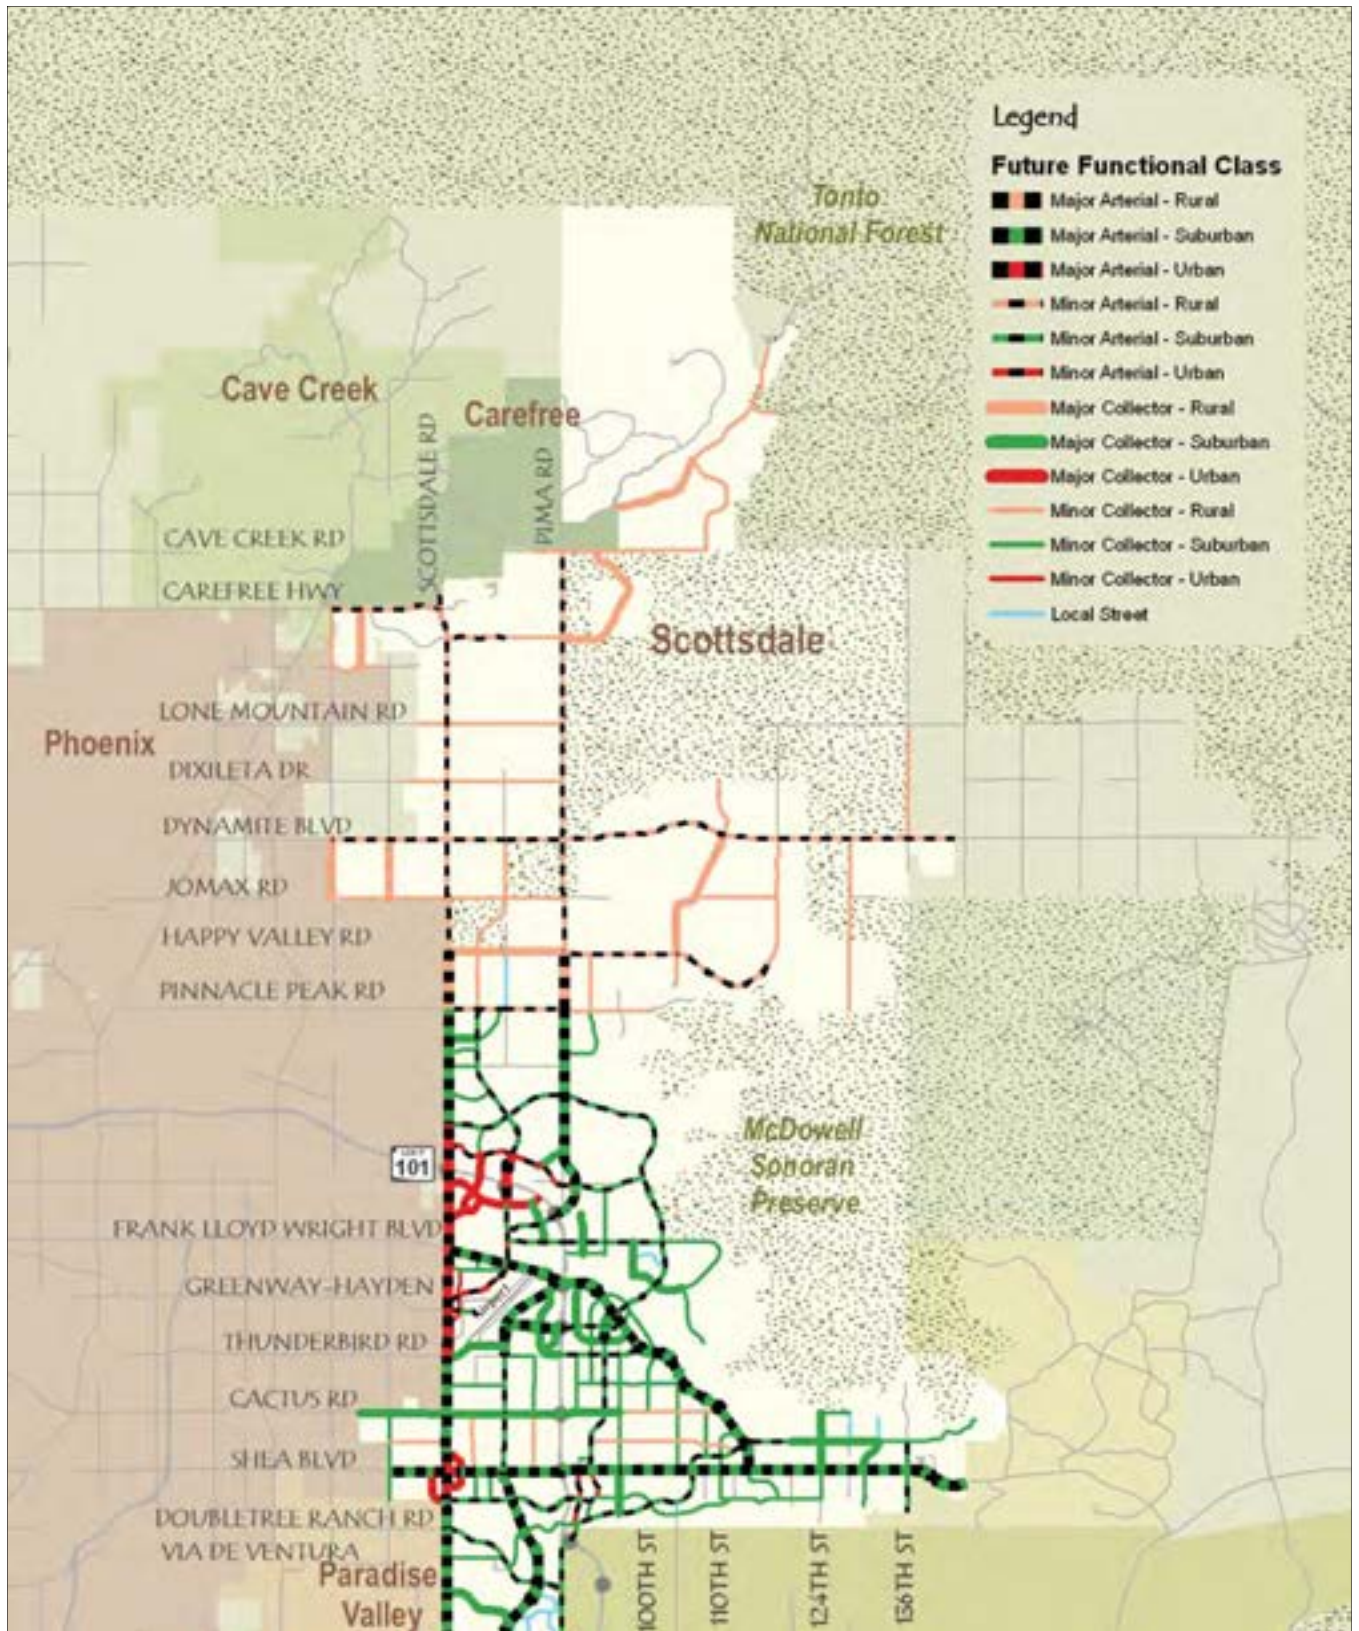 Legend
Future Functional Class
Major Arterial - Rural
Major Arterial - Suburban
Major Arterial - Urban
Minor Arterial - Rural
Minor Arterial - Suburban
Minor Arterial - Urban
Major Collector - Rural
Major Collector - Suburban
Major Collector - Urban
Minor Collector - Rural
Minor Collector - Suburban
Minor Collector - Urban
Local Street
Tonto
National Forest
Cave Creek
Carefree
SCOTTSDALE RD
PIMA RD
CAVE CREEK RD
CAREFREE HWY
Scottsdale
LONE MOUNTAIN RD
Phoenix
DIXILETA DR
DYNAMITE BLVD
JOMAX RD
HAPPY VALLEY RD
PINNACLE PEAK RD
McDowell
Sonoran
Preserve
101
FRANK LLOYD WRIGHT BLVD
GREENWAY-HAYDEN
THUNDERBIRD RD
CACTUS RD
SHEA BLVD
DOUBLETREE RANCH RD
VIA DE VENTURA
Paradise
Valley
100TH ST
110TH ST
124TH ST
136TH ST